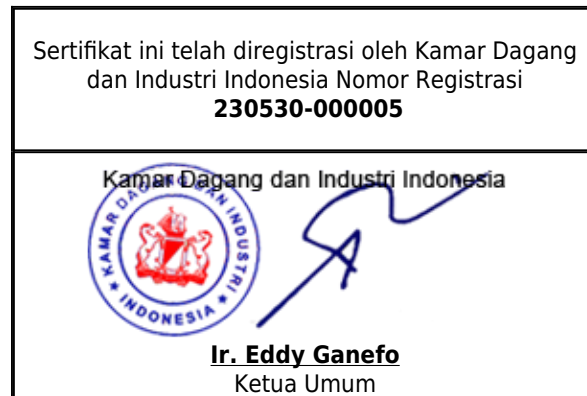 Sertifikat ini telah diregistrasi oleh Kamar Dagang
dan Industri Indonesia Nomor Registrasi
230530-000005
Kamar Dagang dan Industri Indonesia
KAMAR DAGANG DAN INDUSTRI
INDONESIA
Ir. Eddy Ganefo
Ketua Umum